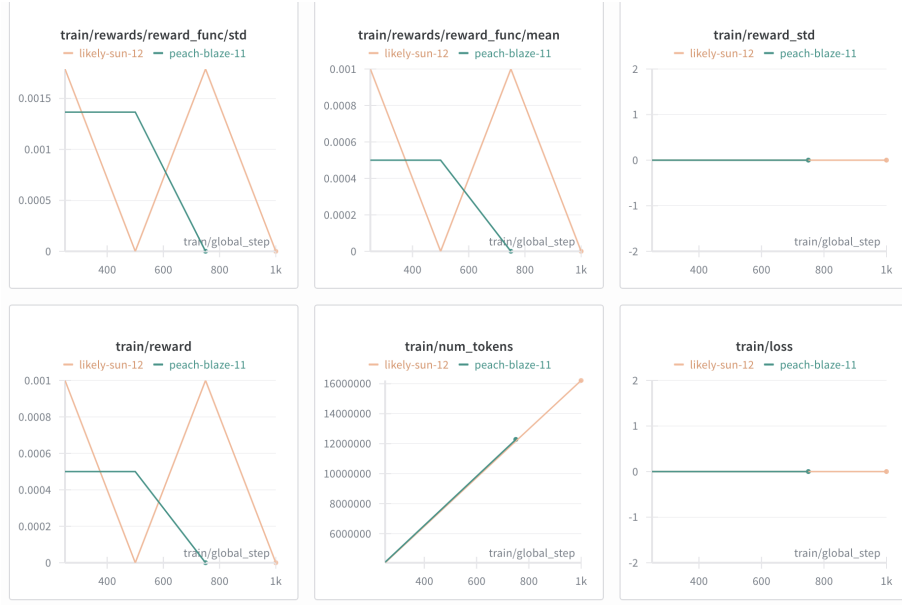 train/rewards/reward_func/std
likely-sun-12 peach-blaze-11
0.0015
0.001
0.0005
0
train/global_step
400 600 800 1k
train/rewards/reward_func/mean
likely-sun-12 peach-blaze-11
0.001
0.0008
0.0006
0.0004
0.0002
0
train/global_step
400 600 800 1k
train/reward_std
likely-sun-12 peach-blaze-11
2
1
0
-1
-2
train/global_step
400 600 800 1k
train/reward
likely-sun-12 peach-blaze-11
0.001
0.0008
0.0006
0.0004
0.0002
0
train/global_step
400 600 800 1k
train/num_tokens
likely-sun-12 peach-blaze-11
16000000
14000000
12000000
10000000
8000000
6000000
train/global_step
400 600 800 1k
train/loss
likely-sun-12 peach-blaze-11
2
1
0
-1
-2
train/global_step
400 600 800 1k